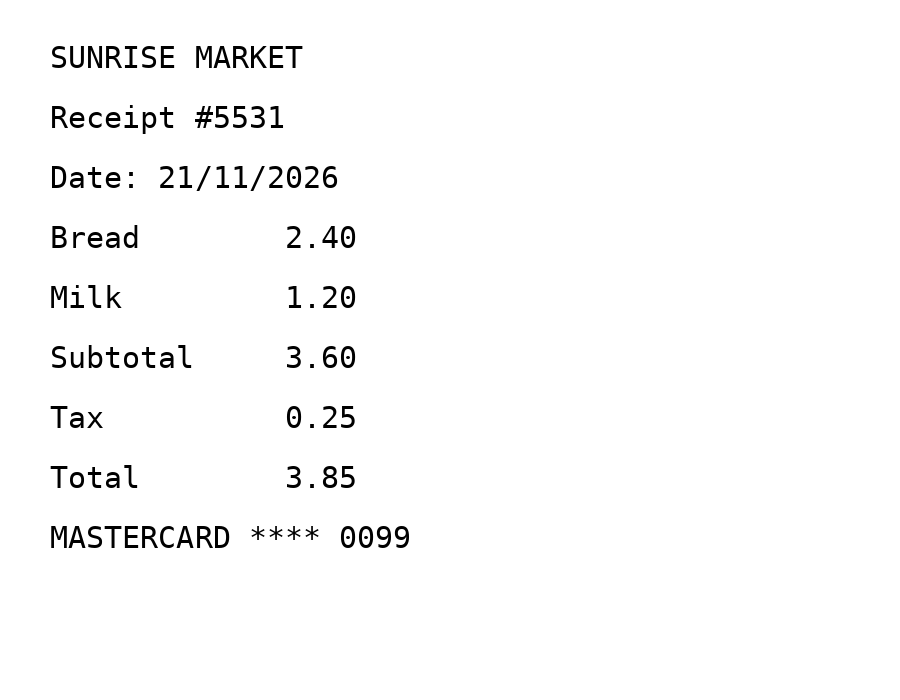 SUNRISE MARKET
Receipt #5531
Date: 21/11/2026
Bread        2.40
Milk         1.20
Subtotal     3.60
Tax          0.25
Total        3.85
MASTERCARD **** 0099